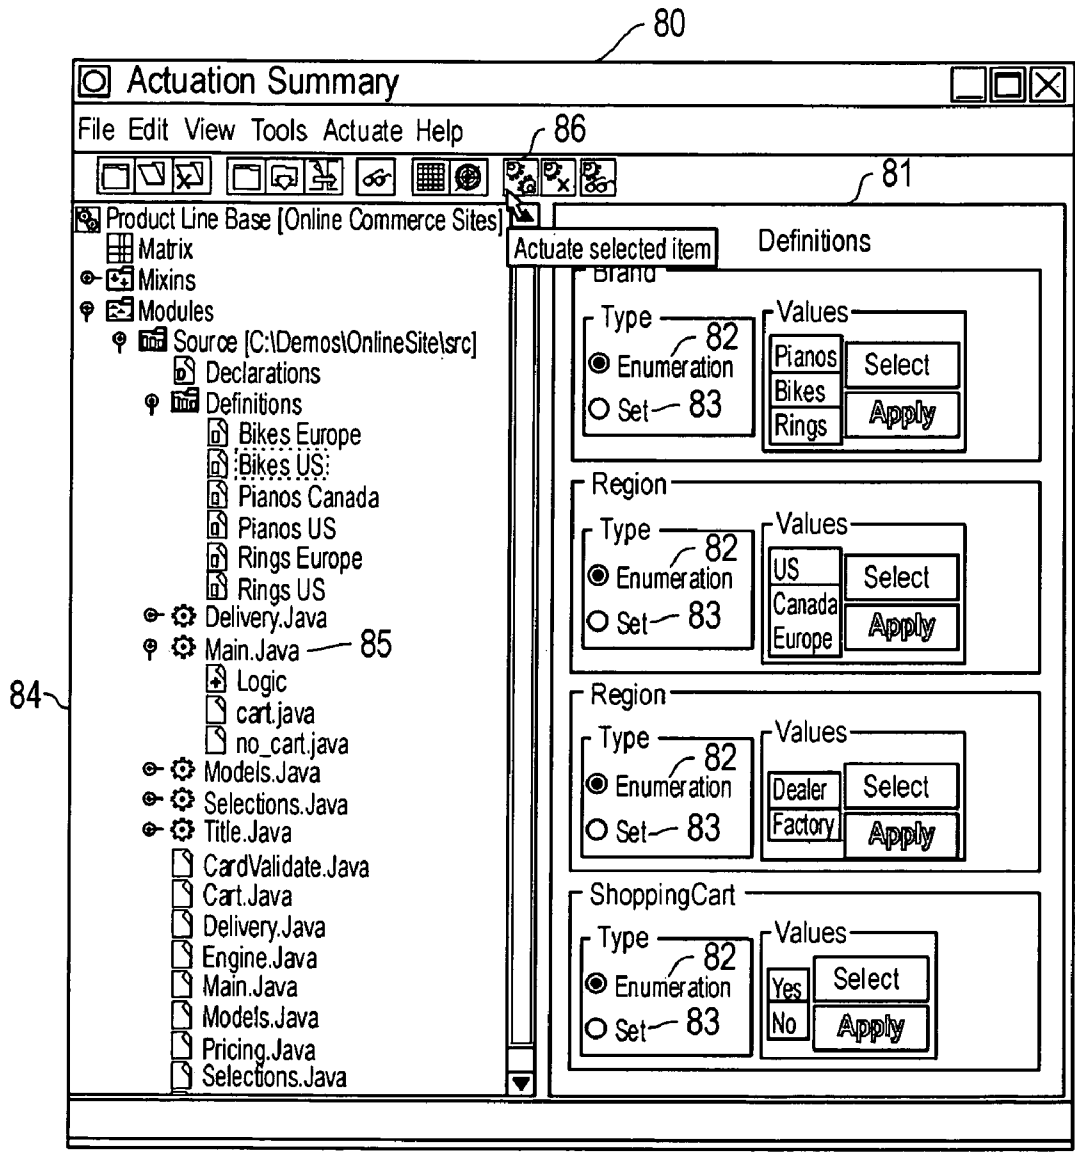 80
Actuation Summary
File Edit View Tools Actuate Help
86
81
Product Line Base [Online Commerce Sites]
Matrix
Mixins
Modules
Source [C:\Demos\OnlineSite\src]
Declarations
Definitions
Bikes Europe
Bikes US
Pianos Canada
Pianos US
Rings Europe
Rings US
Delivery.Java
Main.Java 85
Logic
cart.java
no_cart.java
Models.Java
Selections.Java
Title.Java
CardValidate.Java
Cart.Java
Delivery.Java
Engine.Java
Main.Java
Models.Java
Pricing.Java
Selections.Java
84
Actuate selected item
Definitions
Brand
Type
82
Enumeration
Set 83
Values
Pianos
Bikes
Rings
Select
Apply
Region
Type
82
Enumeration
Set 83
Values
US
Canada
Europe
Select
Apply
Region
Type
82
Enumeration
Set 83
Values
Dealer
Factory
Select
Apply
ShoppingCart
Type
82
Enumeration
Set 83
Values
Yes
No
Select
Apply